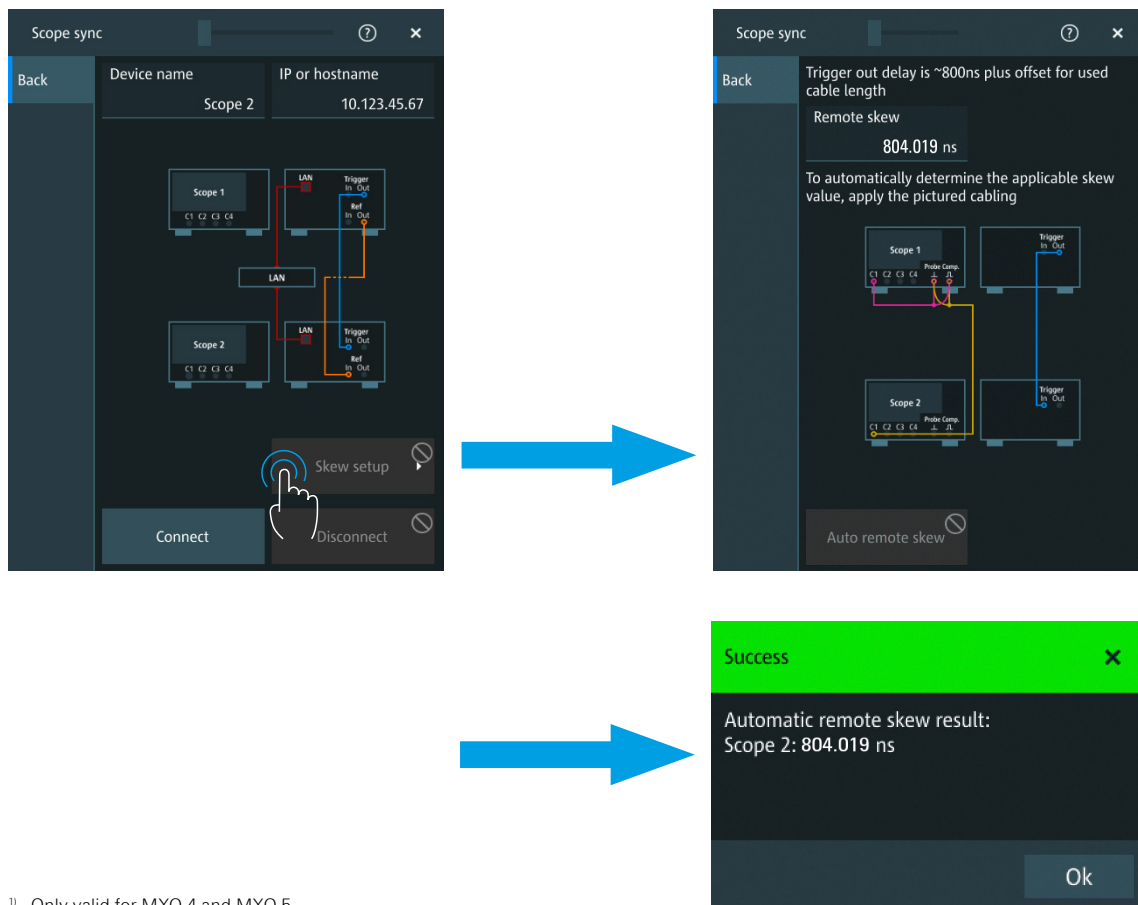 Scope sync ? ×
Back
Device name
Scope 2
IP or hostname
10.123.45.67
Scope 1
C1 C2 C3 C4
LAN
Trigger
In Out
Ref
In Out
LAN
Scope 2
C1 C2 C3 C4
LAN
Trigger
In Out
Ref
In Out
Skew setup
Connect
Disconnect
Scope sync ? ×
Back
Trigger out delay is ~800ns plus offset for used
cable length
Remote skew
804.019 ns
To automatically determine the applicable skew
value, apply the pictured cabling
Scope 1
Probe Comp.
C1 C2 C3 C4
Trigger
In Out
Scope 2
Probe Comp.
C1 C2 C3 C4
Trigger
In Out
Auto remote skew
Success ×
Automatic remote skew result:
Scope 2: 804.019 ns
Ok
1) Only valid for MXO 4 and MXO 5